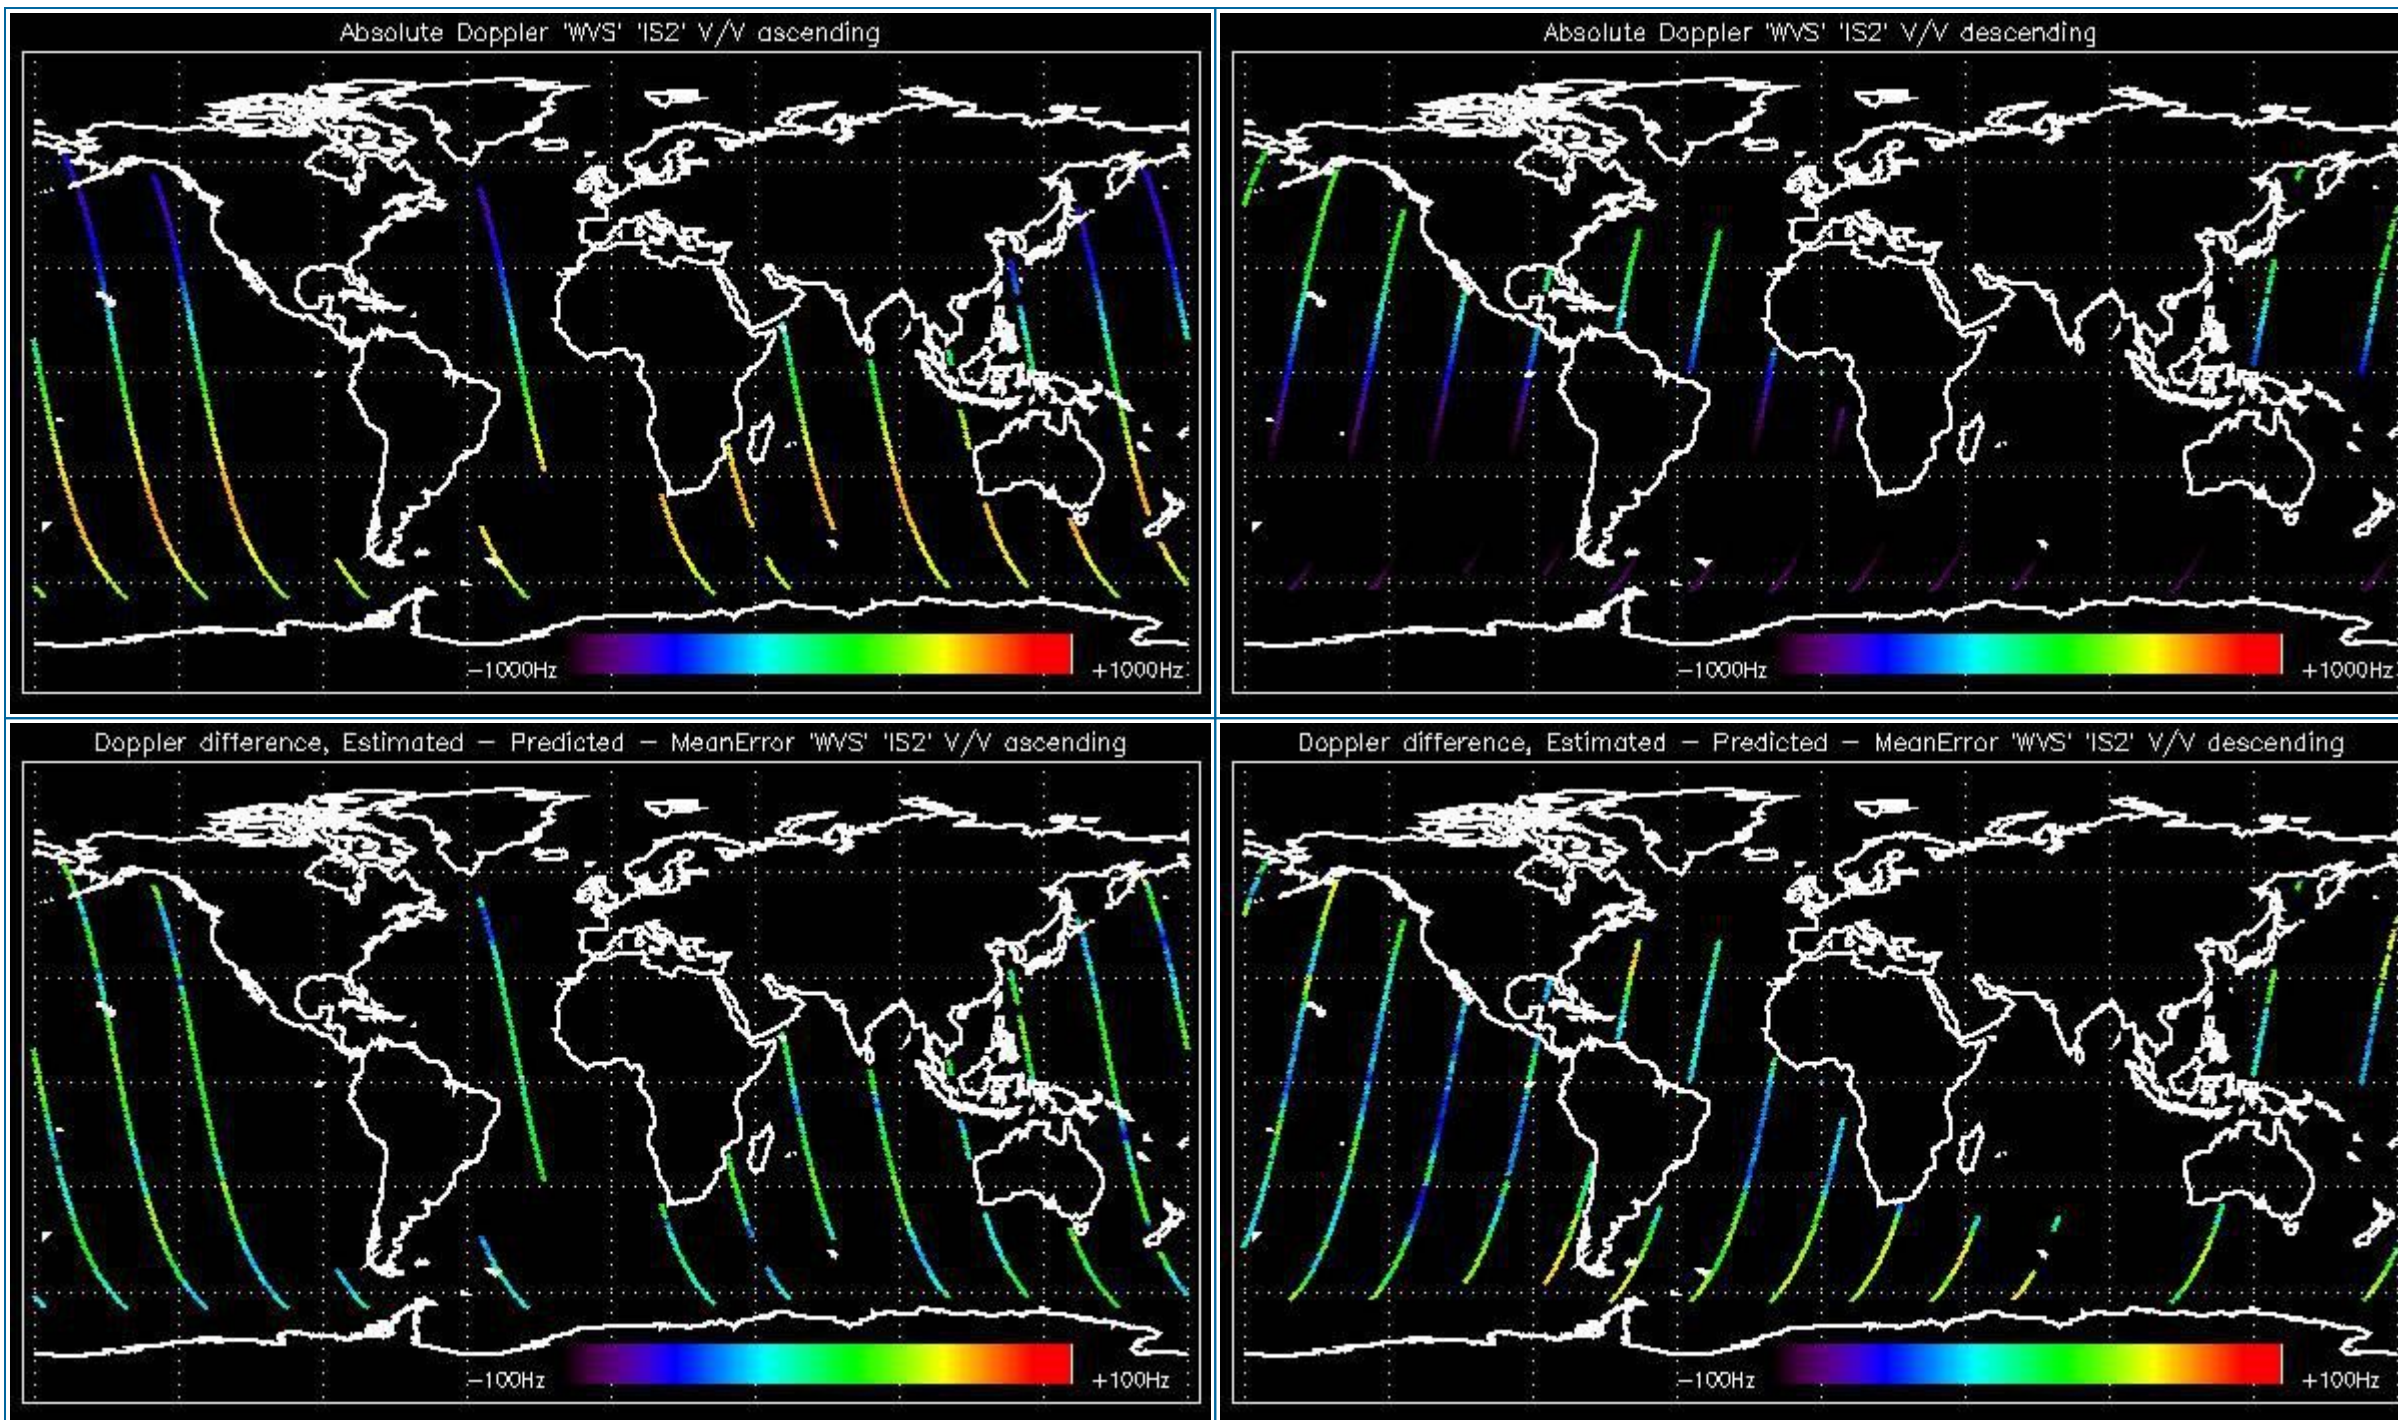 Absolute Doppler 'WVS' 'IS2' V/V ascending
-1000Hz
+1000Hz
Absolute Doppler 'WVS' 'IS2' V/V descending
-1000Hz
+1000Hz
Doppler difference, Estimated - Predicted - MeanError 'WVS' 'IS2' V/V ascending
-100Hz
+100Hz
Doppler difference, Estimated - Predicted - MeanError 'WVS' 'IS2' V/V descending
-100Hz
+100Hz